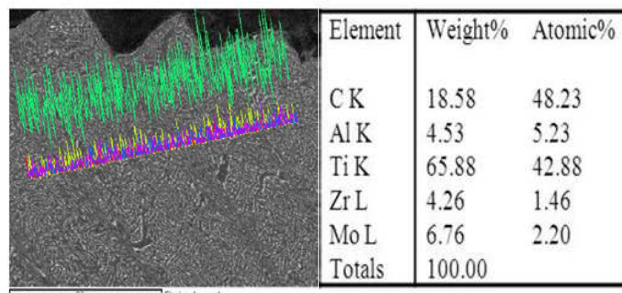 Element Weight% Atomic%
C K 18.58 48.23
Al K 4.53 5.23
Ti K 65.88 42.88
Zr L 4.26 1.46
Mo L 6.76 2.20
Totals 100.00